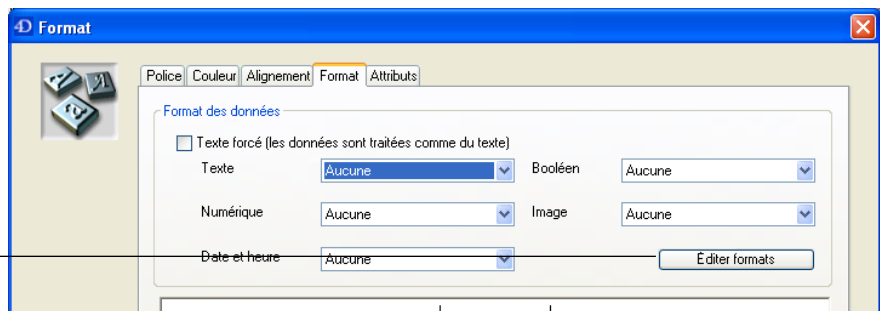 4D Format
Police Couleur Alignement Format Attributs
Format des données
Texte forcé (les données sont traitées comme du texte)
Texte Aucune Booléen Aucune
Numérique Aucune Image Aucune
Date et heure Aucune Éditer formats